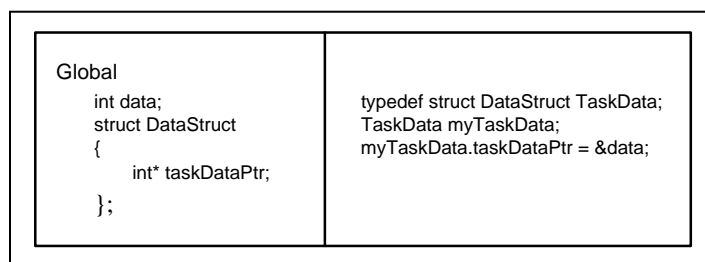 Global
int data;
struct DataStruct
{
int* taskDataPtr;
};
typedef struct DataStruct TaskData;
TaskData myTaskData;
myTaskData.taskDataPtr = &data;